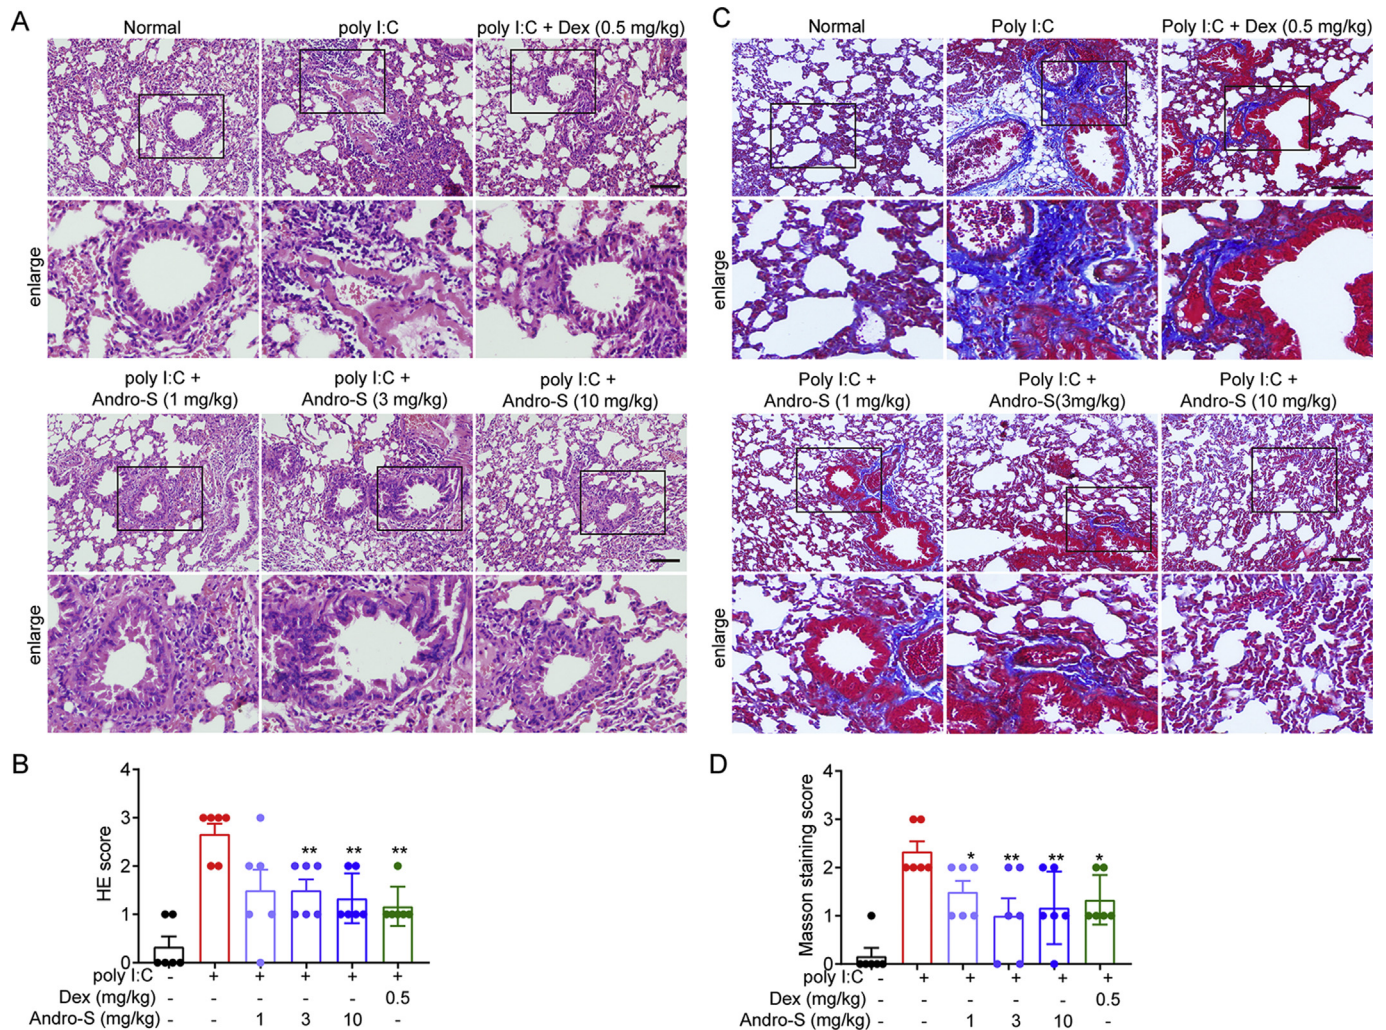 A
Normal
poly I:C
poly I:C + Dex (0.5 mg/kg)
enlarge
poly I:C +
Andro-S (1 mg/kg)
poly I:C +
Andro-S (3 mg/kg)
poly I:C +
Andro-S (10 mg/kg)
enlarge
B
HE score
4
3
2
1
0
** ** **
poly I:C - + + + + +
Dex (mg/kg) - - - - - 0.5
Andro-S (mg/kg) - - 1 3 10 -
C
Normal
Poly I:C
Poly I:C + Dex (0.5 mg/kg)
enlarge
Poly I:C +
Andro-S (1 mg/kg)
Poly I:C +
Andro-S(3mg/kg)
Poly I:C +
Andro-S (10 mg/kg)
enlarge
D
Masson staining score
4
3
2
1
0
* ** ** *
poly I:C - + + + + +
Dex (mg/kg) - - - - - 0.5
Andro-S (mg/kg) - - 1 3 10 -